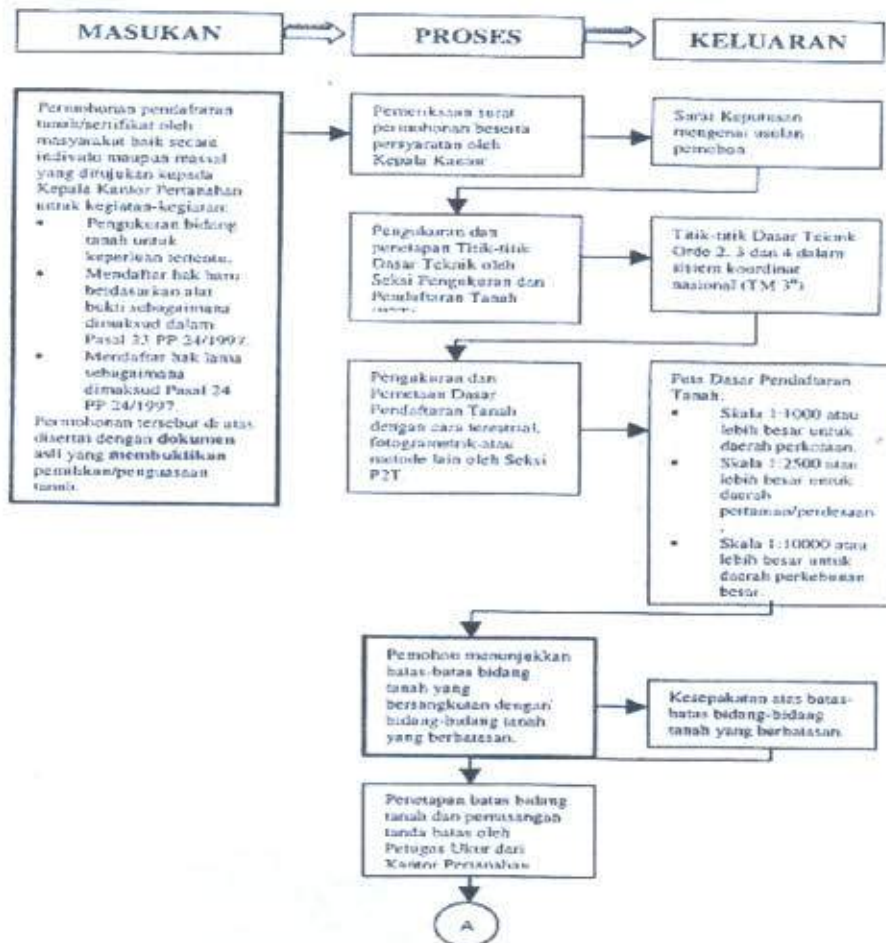 MASUKAN
PROSES
KELUARAN
Permohonan pendaftaran
tanah/sertifikat oleh
masyarakat baik secara
individu maupun massal
yang ditujukan kepada
Kepala Kantor Pertanahan
untuk kegiatan-kegiatan:
• Pengukuran bidang
tanah untuk
keperluan tertentu.
• Mendaftar hak baru
berdasarkan alat
bukti sebagaimana
dimaksud dalam
Pasal 23 PP 24/1997.
• Mendaftar hak lama
sebagaimana
dimaksud Pasal 24
PP 24/1997.
Permohonan tersebut di atas
disertai dengan dokumen
asli yang membuktikan
pemilikan/penguasaan
tanah.
Pemeriksaan surat
permohonan beserta
persyaratan oleh
Kepala Kantor
Surat Keputusan
mengenai usulan
pemohon
Pengukuran dan
penetapan Titik-titik
Dasar Teknik oleh
Seksi Pengukuran dan
Pendaftaran Tanah
(P2T)
Titik-titik Dasar Teknik
Orde 2, 3 dan 4 dalam
sistem koordinat
nasional (TM 3°)
Pengukuran dan
Pemetaan Dasar
Pendaftaran Tanah
dengan cara terestrial,
fotogrametrik atau
metode lain oleh Seksi
P2T
Peta Dasar Pendaftaran
Tanah:
• Skala 1:1000 atau
lebih besar untuk
daerah perkotaan.
• Skala 1:2500 atau
lebih besar untuk
daerah
pertanian/perdesaan
.
• Skala 1:10000 atau
lebih besar untuk
daerah perkebunan
besar.
Pemohon menunjukkan
batas-batas bidang
tanah yang
bersangkutan dengan
bidang-bidang tanah
yang berbatasan.
Kesepakatan atas batas-
batas bidang-bidang
tanah yang berbatasan.
Penetapan batas bidang
tanah dan pemasangan
tanda batas oleh
Petugas Ukur dari
Kantor Pertanahan
A